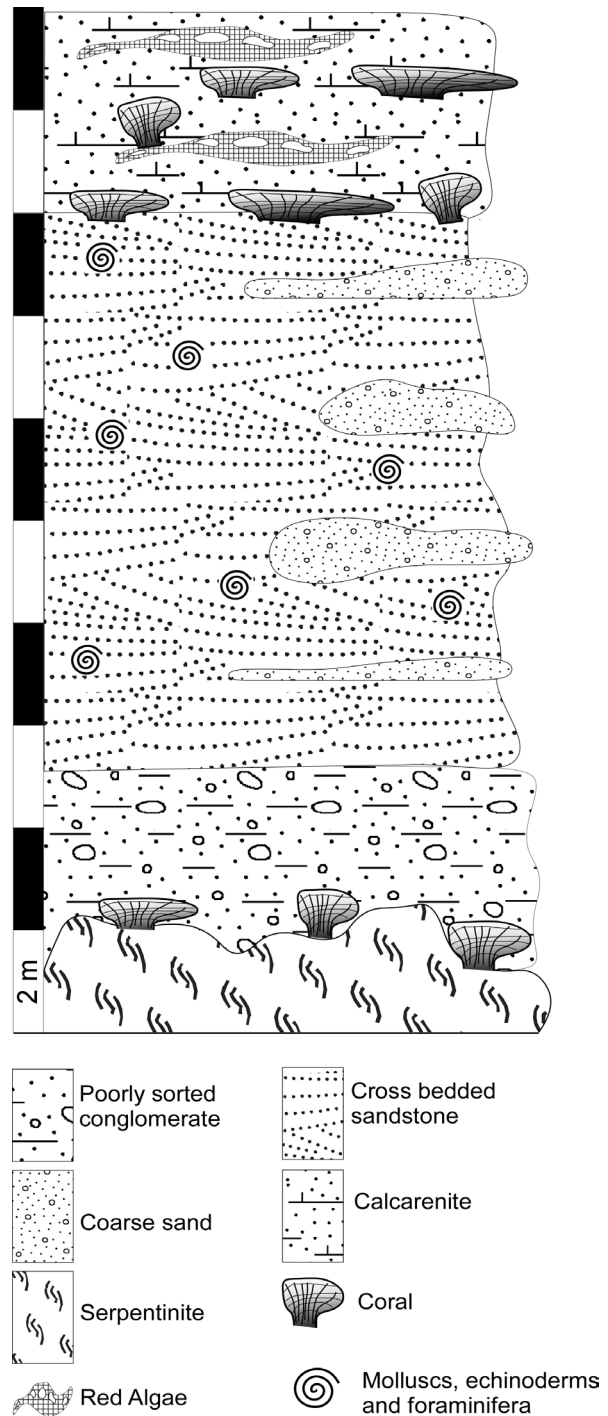 2 m
Poorly sorted
conglomerate
Cross bedded
sandstone
Coarse sand
Calcarenite
Serpentinite
Coral
Red Algae
Molluscs, echinoderms
and foraminifera